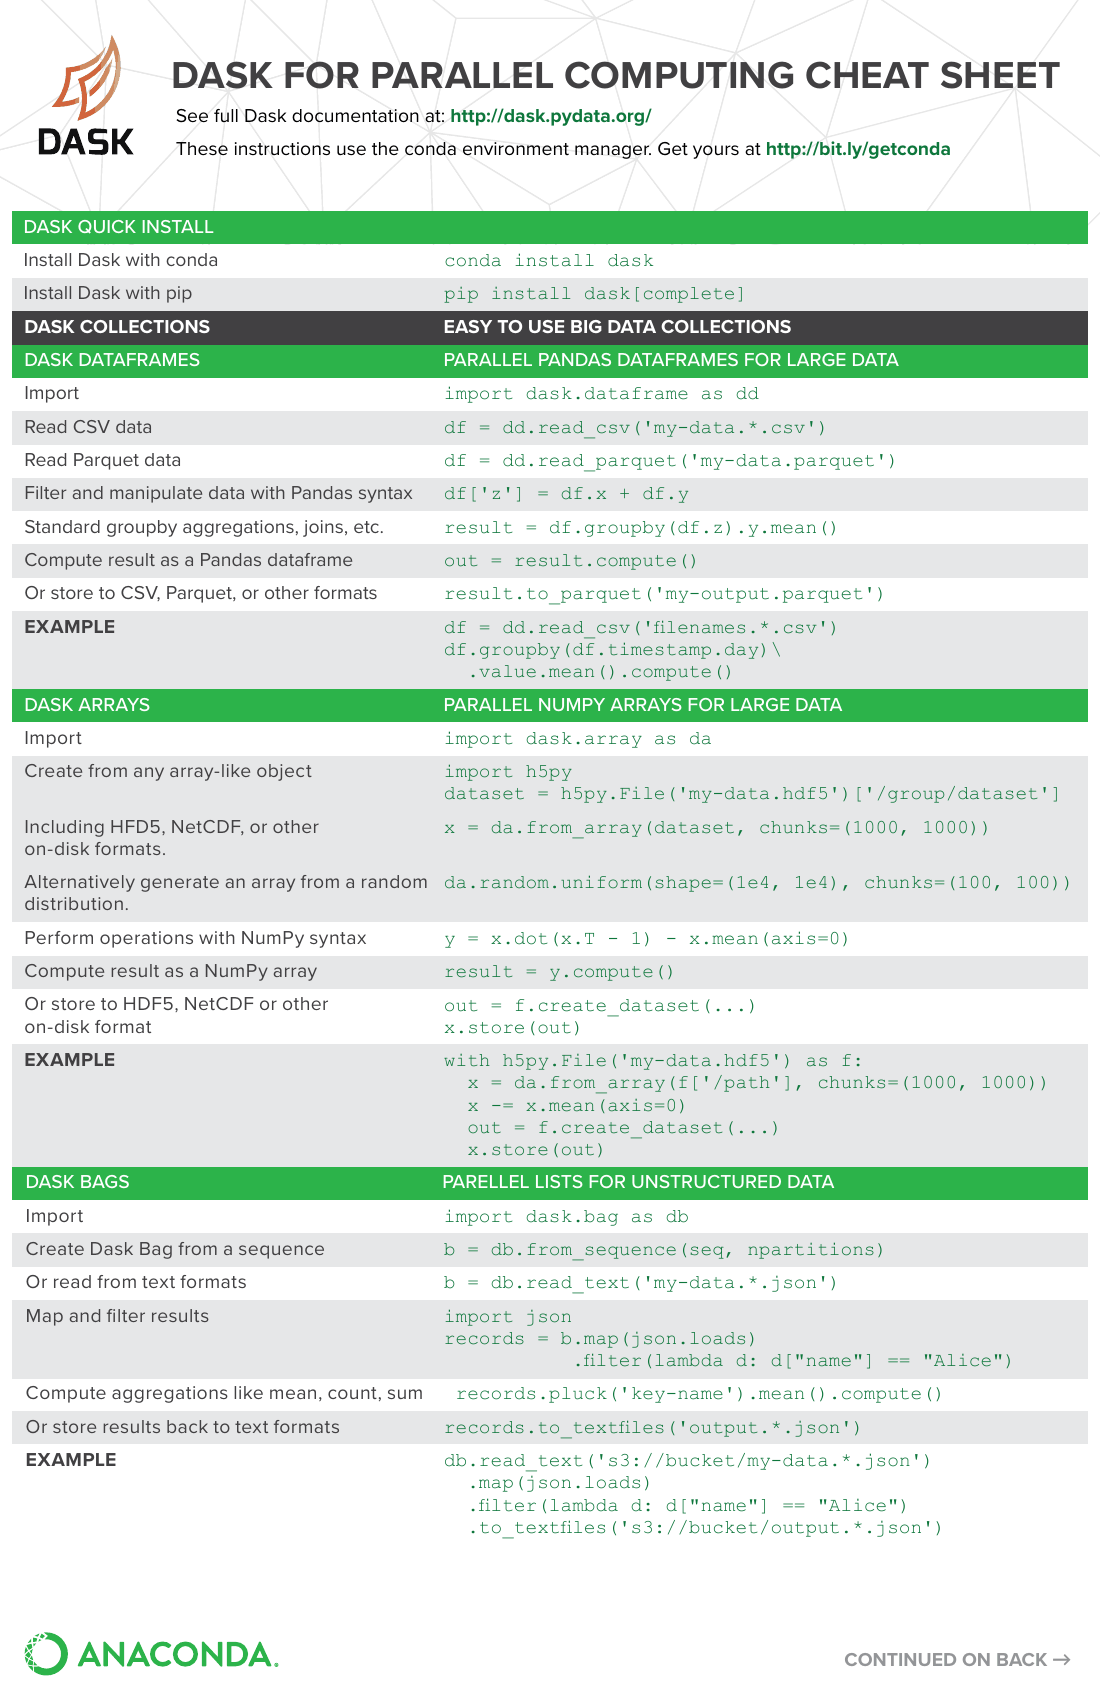 DASK
DASK FOR PARALLEL COMPUTING CHEAT SHEET
See full Dask documentation at: http://dask.pydata.org/
These instructions use the conda environment manager. Get yours at http://bit.ly/getconda
DASK QUICK INSTALL
Install Dask with conda conda install dask
Install Dask with pip pip install dask[complete]
DASK COLLECTIONS EASY TO USE BIG DATA COLLECTIONS
DASK DATAFRAMES PARALLEL PANDAS DATAFRAMES FOR LARGE DATA
Import import dask.dataframe as dd
Read CSV data df = dd.read_csv('my-data.*.csv')
Read Parquet data df = dd.read_parquet('my-data.parquet')
Filter and manipulate data with Pandas syntax df['z'] = df.x + df.y
Standard groupby aggregations, joins, etc. result = df.groupby(df.z).y.mean()
Compute result as a Pandas dataframe out = result.compute()
Or store to CSV, Parquet, or other formats result.to_parquet('my-output.parquet')
EXAMPLE df = dd.read_csv('filenames.*.csv')
df.groupby(df.timestamp.day)\
.value.mean().compute()
DASK ARRAYS PARALLEL NUMPY ARRAYS FOR LARGE DATA
Import import dask.array as da
Create from any array-like object import h5py
dataset = h5py.File('my-data.hdf5')['/group/dataset']
Including HFD5, NetCDF, or other x = da.from_array(dataset, chunks=(1000, 1000))
on-disk formats.
Alternatively generate an array from a random da.random.uniform(shape=(1e4, 1e4), chunks=(100, 100))
distribution.
Perform operations with NumPy syntax y = x.dot(x.T - 1) - x.mean(axis=0)
Compute result as a NumPy array result = y.compute()
Or store to HDF5, NetCDF or other out = f.create_dataset(...)
on-disk format x.store(out)
EXAMPLE with h5py.File('my-data.hdf5') as f:
x = da.from_array(f['/path'], chunks=(1000, 1000))
x -= x.mean(axis=0)
out = f.create_dataset(...)
x.store(out)
DASK BAGS PARELLEL LISTS FOR UNSTRUCTURED DATA
Import import dask.bag as db
Create Dask Bag from a sequence b = db.from_sequence(seq, npartitions)
Or read from text formats b = db.read_text('my-data.*.json')
Map and filter results import json
records = b.map(json.loads)
.filter(lambda d: d["name"] == "Alice")
Compute aggregations like mean, count, sum records.pluck('key-name').mean().compute()
Or store results back to text formats records.to_textfiles('output.*.json')
EXAMPLE db.read_text('s3://bucket/my-data.*.json')
.map(json.loads)
.filter(lambda d: d["name"] == "Alice")
.to_textfiles('s3://bucket/output.*.json')
ANACONDA.
CONTINUED ON BACK →